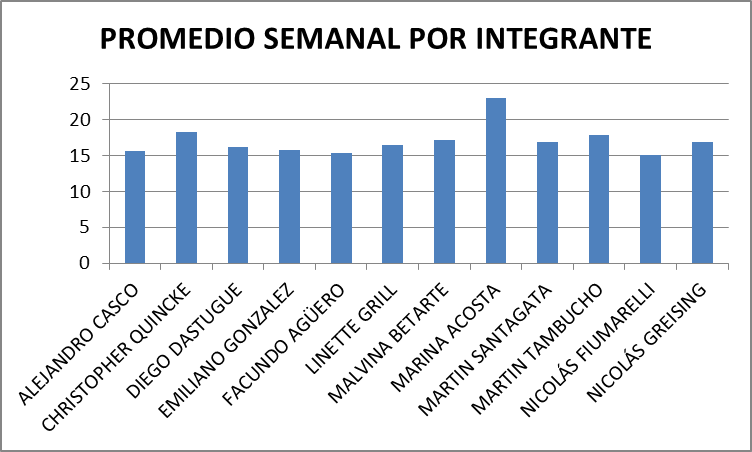 PROMEDIO SEMANAL POR INTEGRANTE
25
20
15
10
5
0
ALEJANDRO CASCO
CHRISTOPHER QUINCKE
DIEGO DASTUGUE
EMILIANO GONZALEZ
FACUNDO AGÜERO
LINETTE GRILL
MALVINA BETARTE
MARINA ACOSTA
MARTIN SANTAGATA
MARTIN TAMBUCHO
NICOLÁS FIUMARELLI
NICOLÁS GREISING